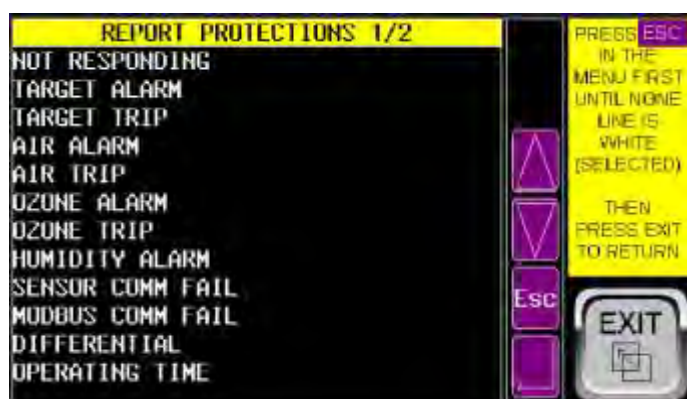 REPORT PROTECTIONS 1/2
NOT RESPONDING
TARGET ALARM
TARGET TRIP
AIR ALARM
AIR TRIP
OZONE ALARM
OZONE TRIP
HUMIDITY ALARM
SENSOR COMM FAIL
MODBUS COMM FAIL
DIFFERENTIAL
OPERATING TIME
Esc
PRESS ESC
IN THE
MENU FIRST
UNTIL NONE
LINE IS
WHITE
(SELECTED)
THEN
PRESS EXIT
TO RETURN
EXIT